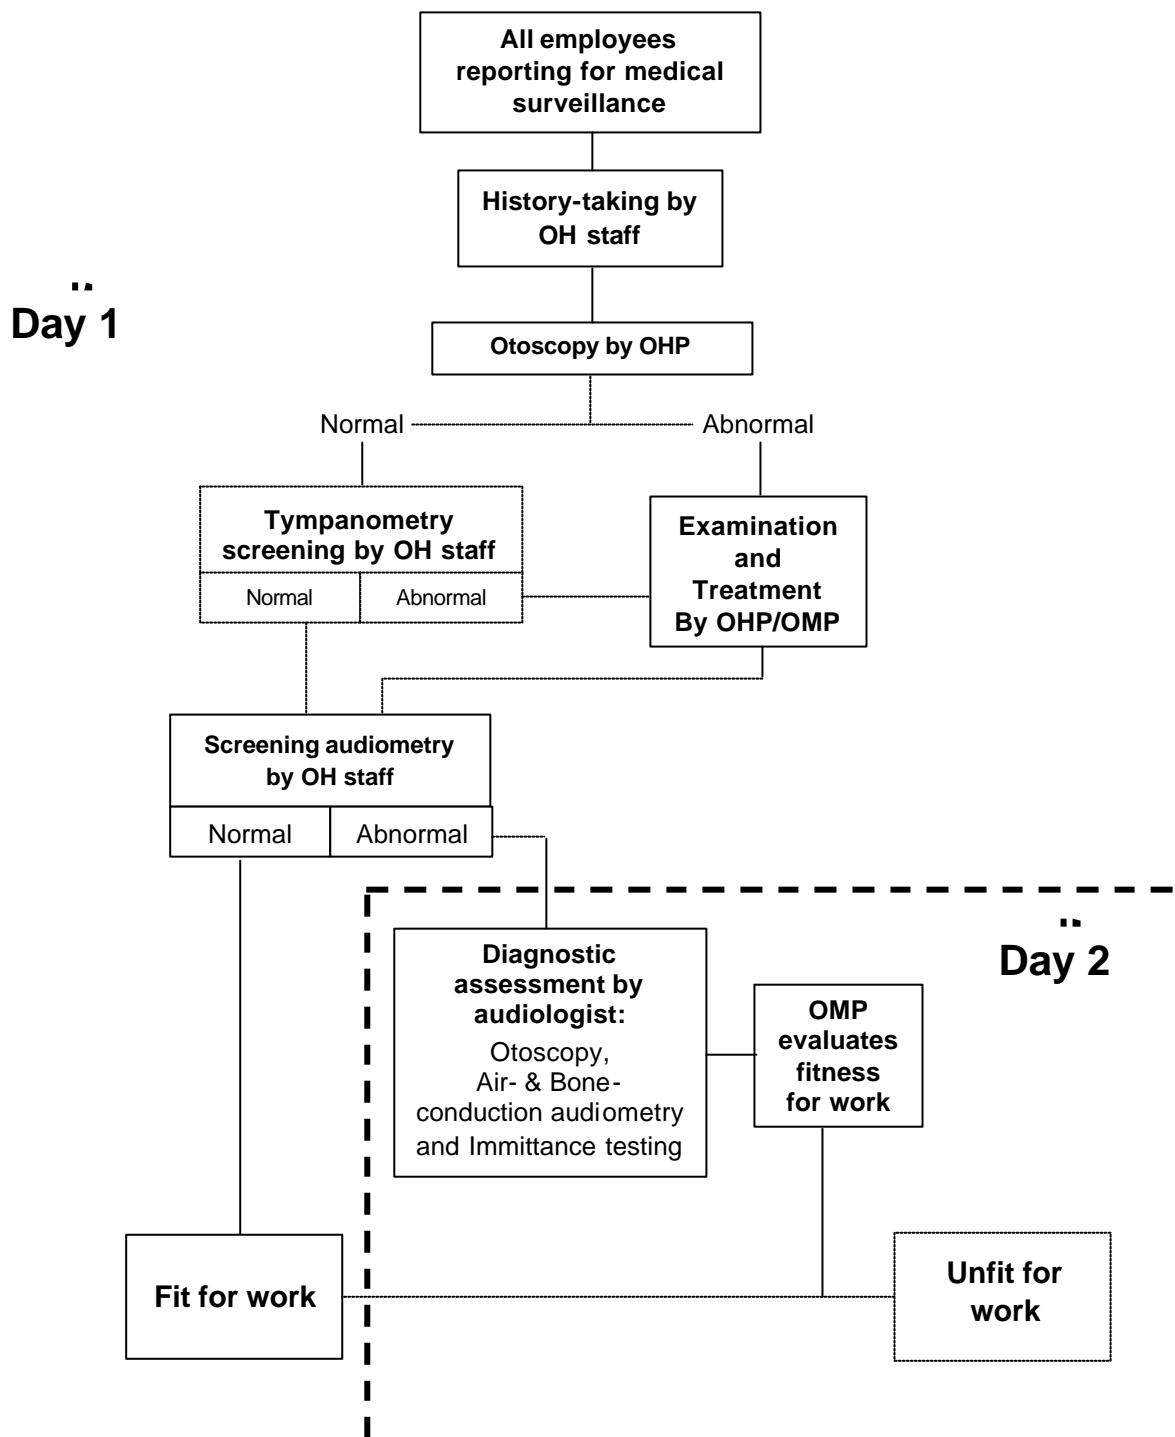 All employees
reporting for medical
surveillance
History-taking by
OH staff
Day 1
Otoscopy by OHP
Normal
Abnormal
Tympanometry
screening by OH staff
Normal
Abnormal
Examination
and
Treatment
By OHP/OMP
Screening audiometry
by OH staff
Normal
Abnormal
Day 2
Diagnostic
assessment by
audiologist:
Otoscopy,
Air- & Bone-
conduction audiometry
and Immittance testing
OMP
evaluates
fitness
for work
Fit for work
Unfit for
work